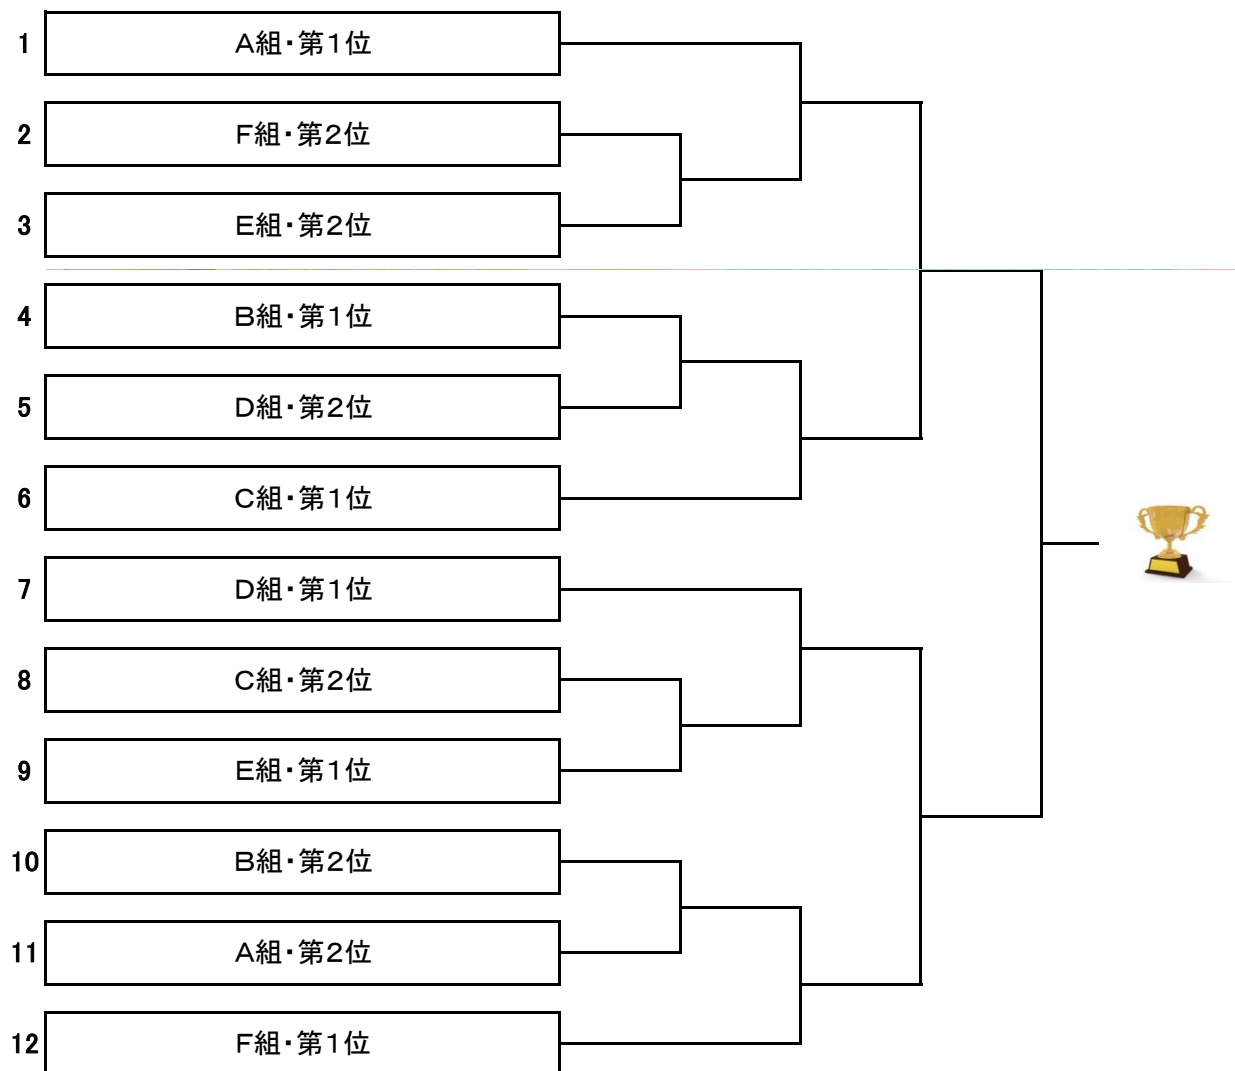 1 A組・第1位
2 F組・第2位
3 E組・第2位
4 B組・第1位
5 D組・第2位
6 C組・第1位
7 D組・第1位
8 C組・第2位
9 E組・第1位
10 B組・第2位
11 A組・第2位
12 F組・第1位